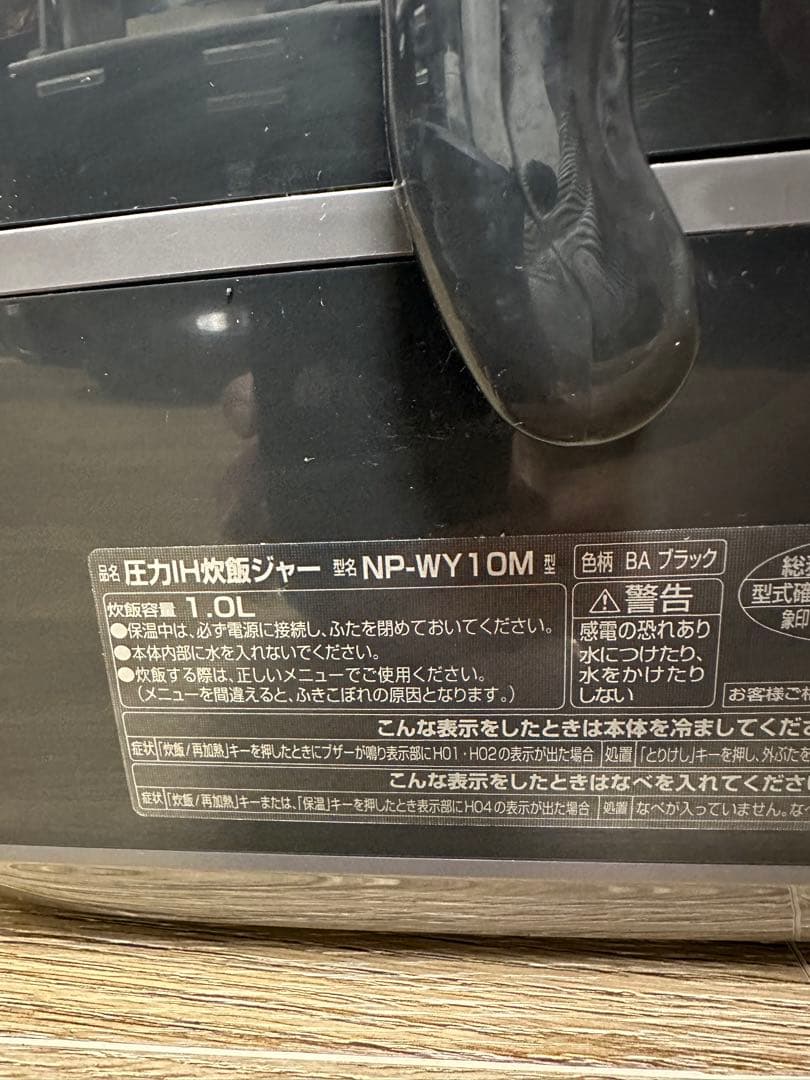 品名 圧力IH炊飯ジャー 型名 NP-WY10M 型
色柄 BA ブラック
炊飯容量 1.0L
●保温中は、必ず電源に接続し、ふたを閉めておいてください。
●本体内部に水を入れないでください。
●炊飯する際は、正しいメニューでご使用ください。
(メニューを間違えると、ふきこぼれの原因となります。)
⚠警告
感電の恐れあり
水につけたり、
水をかけたり
しない
型式確
象印
お客様ご
こんな表示をしたときは本体を冷ましてくだ
症状 「炊飯/再加熱」キーを押したときにブザーが鳴り表示部にH01・H02の表示が出た場合 処置 「とりけし」キーを押し、外ぶたを
こんな表示をしたときはなべを入れてくださ
症状 「炊飯/再加熱」キーまたは、「保温」キーを押したとき表示部にH04の表示が出た場合 処置 なべが入っていません。な